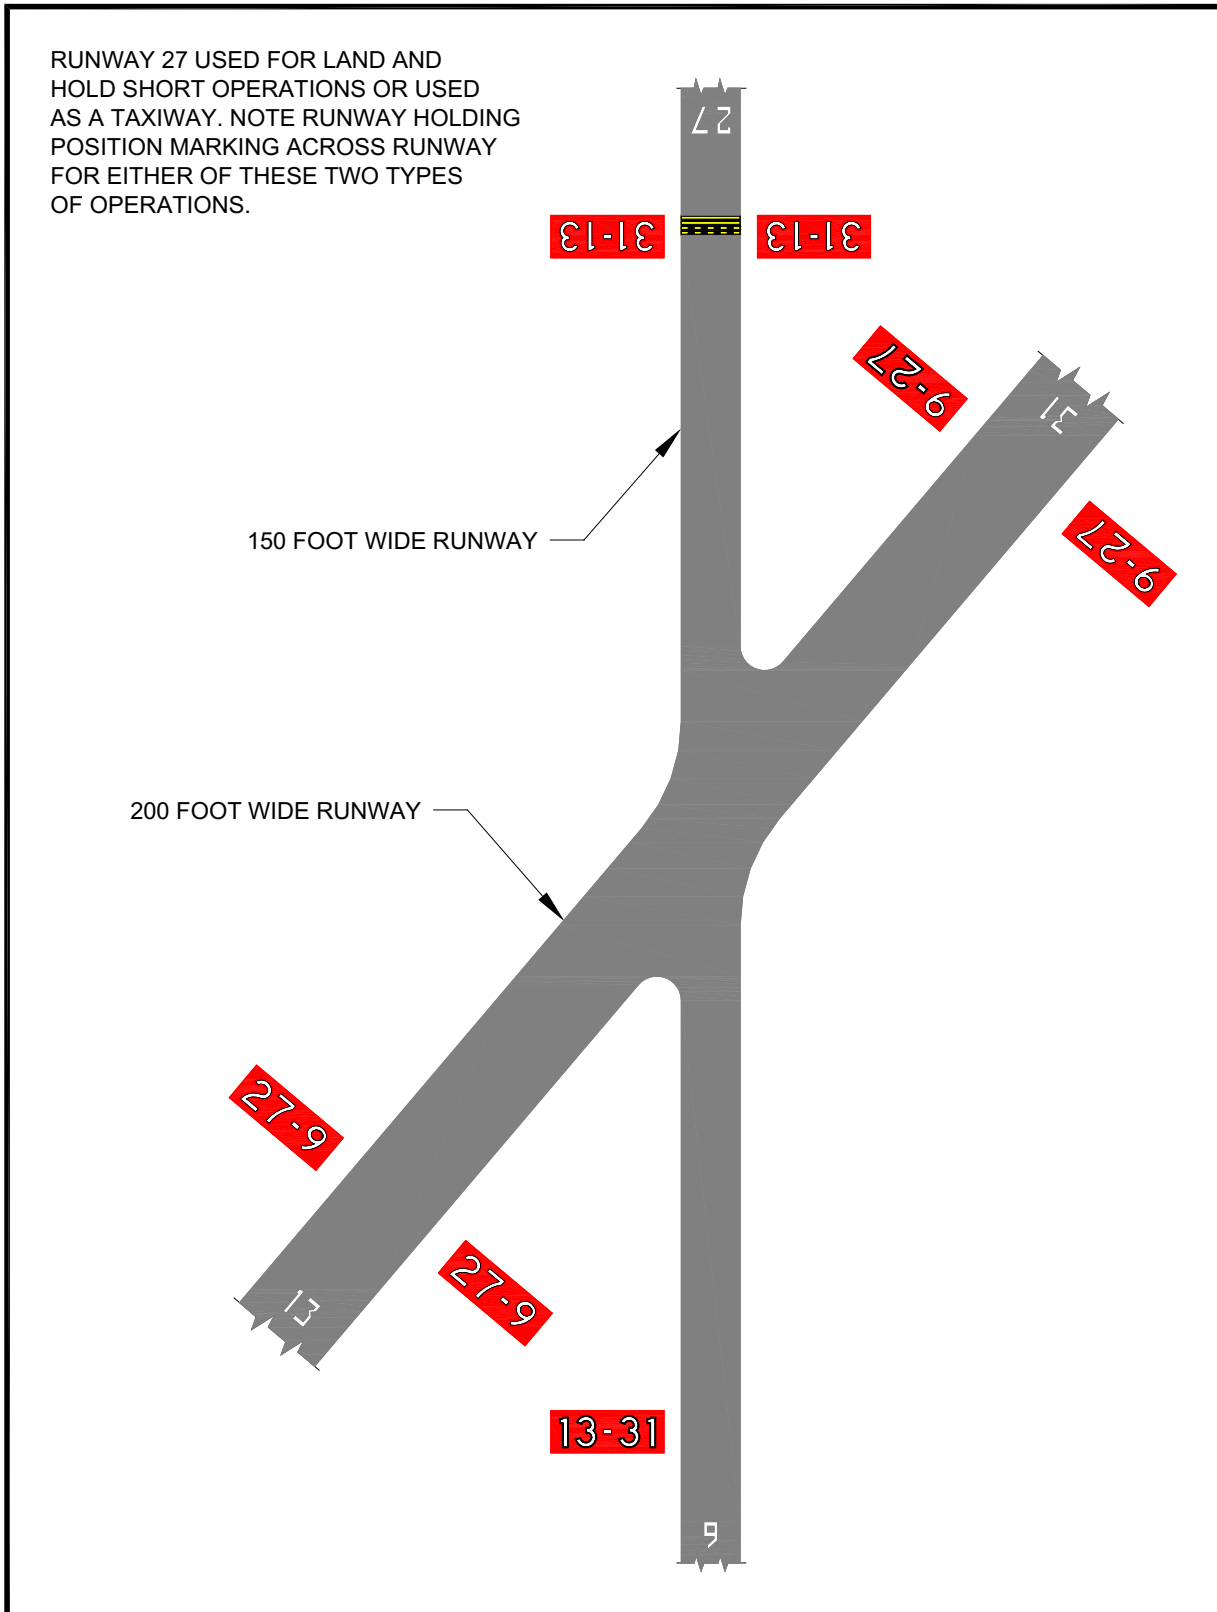 RUNWAY 27 USED FOR LAND AND
HOLD SHORT OPERATIONS OR USED
AS A TAXIWAY. NOTE RUNWAY HOLDING
POSITION MARKING ACROSS RUNWAY
FOR EITHER OF THESE TWO TYPES
OF OPERATIONS.
27
31-13
31-13
9-27
31
9-27
150 FOOT WIDE RUNWAY
200 FOOT WIDE RUNWAY
27-9
27-9
13
13-31
9